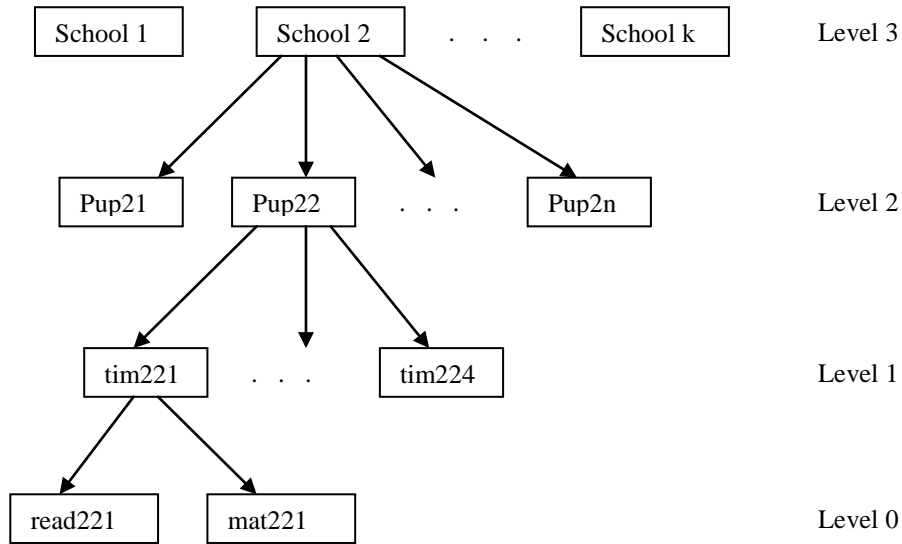 School 1 School 2 . . . School k Level 3
Pup21 Pup22 . . . Pup2n Level 2
tim221 . . . tim224 Level 1
read221 mat221 Level 0